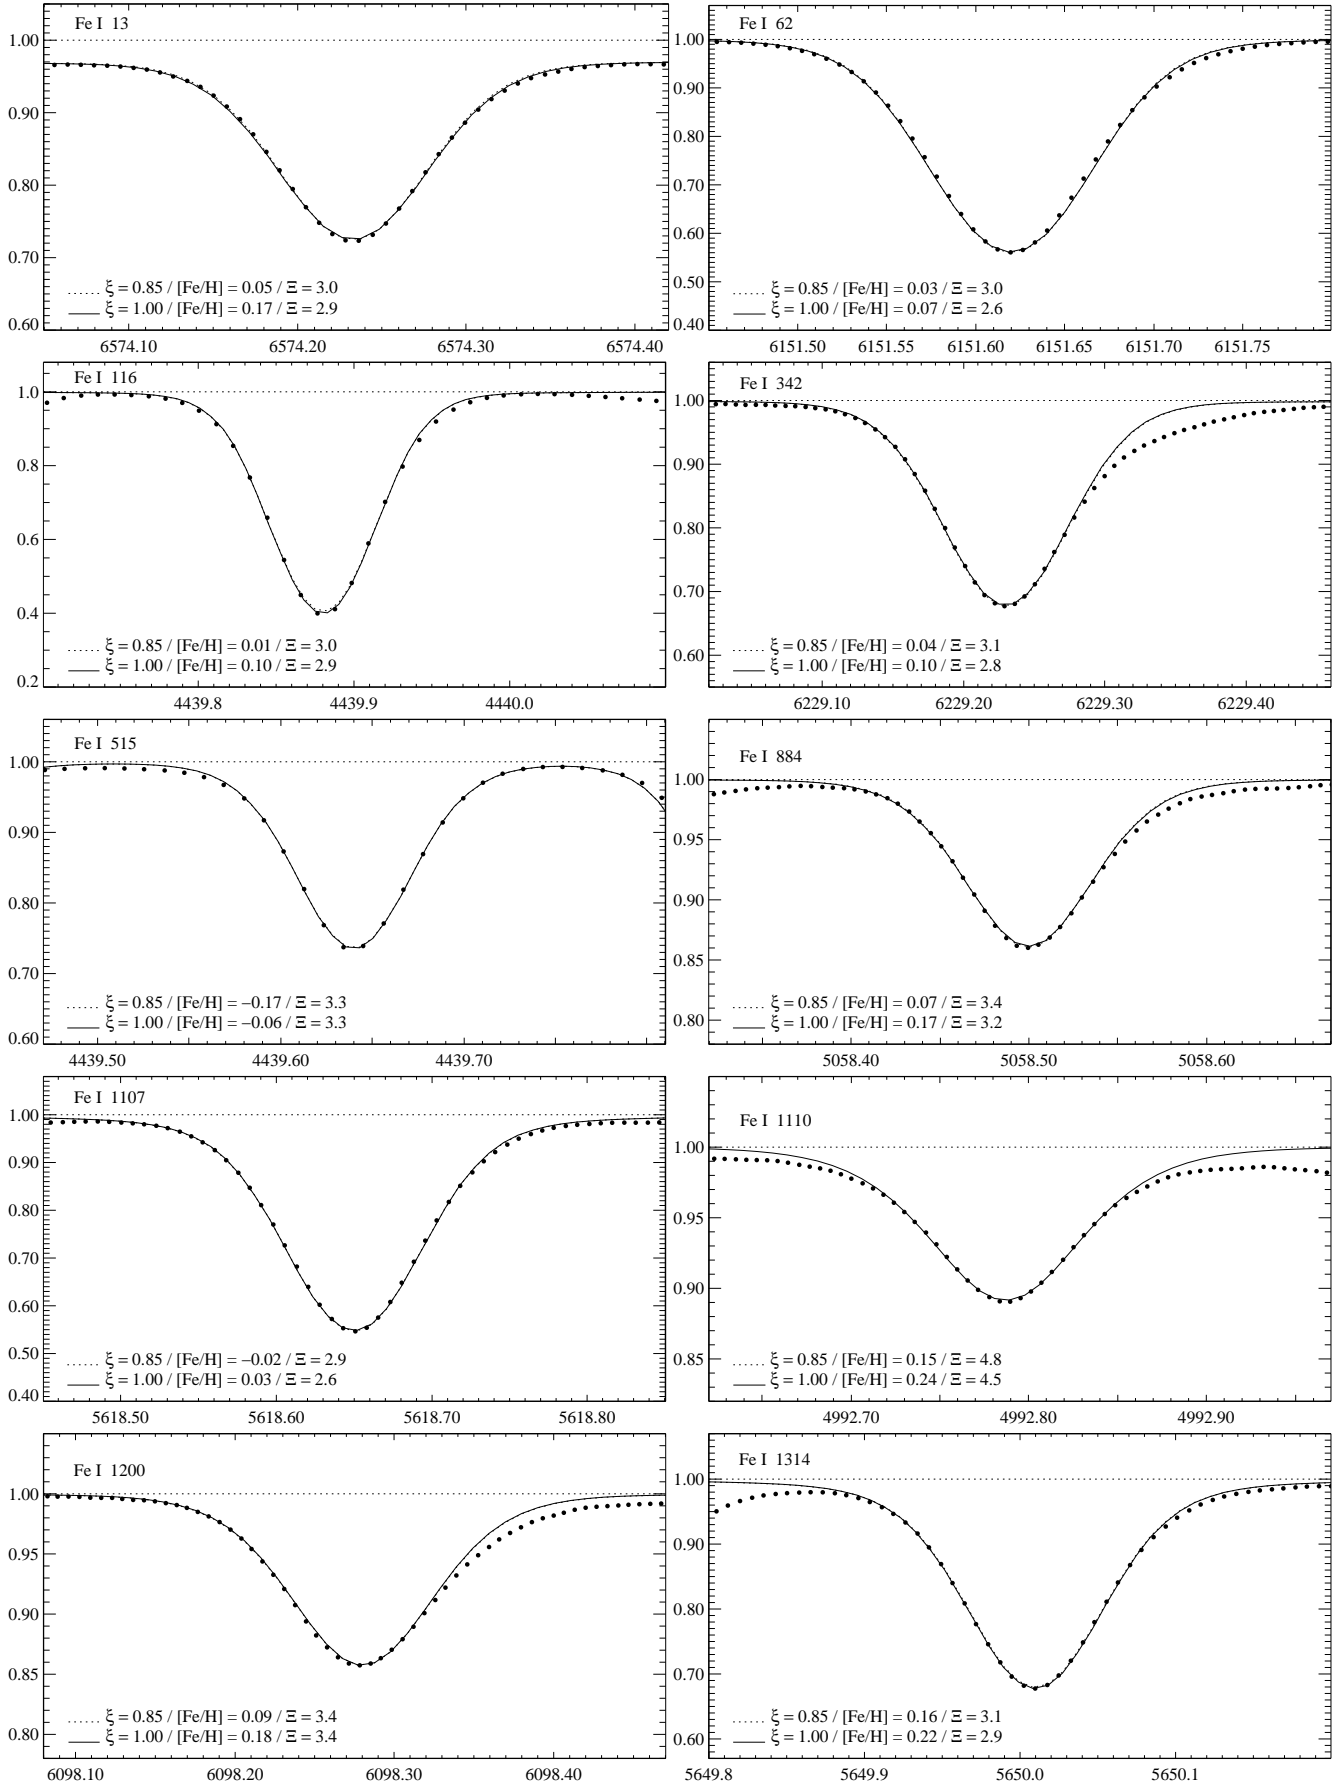 Fe I 13
1.00
0.90
0.80
0.70
0.60
ξ = 0.85 / [Fe/H] = 0.05 / Ξ = 3.0
ξ = 1.00 / [Fe/H] = 0.17 / Ξ = 2.9
6574.10 6574.20 6574.30 6574.40
Fe I 62
1.00
0.90
0.80
0.70
0.60
0.50
0.40
ξ = 0.85 / [Fe/H] = 0.03 / Ξ = 3.0
ξ = 1.00 / [Fe/H] = 0.07 / Ξ = 2.6
6151.50 6151.55 6151.60 6151.65 6151.70 6151.75
Fe I 116
1.0
0.8
0.6
0.4
0.2
ξ = 0.85 / [Fe/H] = 0.01 / Ξ = 3.0
ξ = 1.00 / [Fe/H] = 0.10 / Ξ = 2.9
4439.8 4439.9 4440.0
Fe I 342
1.00
0.90
0.80
0.70
0.60
ξ = 0.85 / [Fe/H] = 0.04 / Ξ = 3.1
ξ = 1.00 / [Fe/H] = 0.10 / Ξ = 2.8
6229.10 6229.20 6229.30 6229.40
Fe I 515
1.00
0.90
0.80
0.70
0.60
ξ = 0.85 / [Fe/H] = −0.17 / Ξ = 3.3
ξ = 1.00 / [Fe/H] = −0.06 / Ξ = 3.3
4439.50 4439.60 4439.70
Fe I 884
1.00
0.95
0.90
0.85
0.80
ξ = 0.85 / [Fe/H] = 0.07 / Ξ = 3.4
ξ = 1.00 / [Fe/H] = 0.17 / Ξ = 3.2
5058.40 5058.50 5058.60
Fe I 1107
1.00
0.90
0.80
0.70
0.60
0.50
0.40
ξ = 0.85 / [Fe/H] = −0.02 / Ξ = 2.9
ξ = 1.00 / [Fe/H] = 0.03 / Ξ = 2.6
5618.50 5618.60 5618.70 5618.80
Fe I 1110
1.00
0.95
0.90
0.85
ξ = 0.85 / [Fe/H] = 0.15 / Ξ = 4.8
ξ = 1.00 / [Fe/H] = 0.24 / Ξ = 4.5
4992.70 4992.80 4992.90
Fe I 1200
1.00
0.95
0.90
0.85
0.80
ξ = 0.85 / [Fe/H] = 0.09 / Ξ = 3.4
ξ = 1.00 / [Fe/H] = 0.18 / Ξ = 3.4
6098.10 6098.20 6098.30 6098.40
Fe I 1314
1.00
0.90
0.80
0.70
0.60
ξ = 0.85 / [Fe/H] = 0.16 / Ξ = 3.1
ξ = 1.00 / [Fe/H] = 0.22 / Ξ = 2.9
5649.8 5649.9 5650.0 5650.1